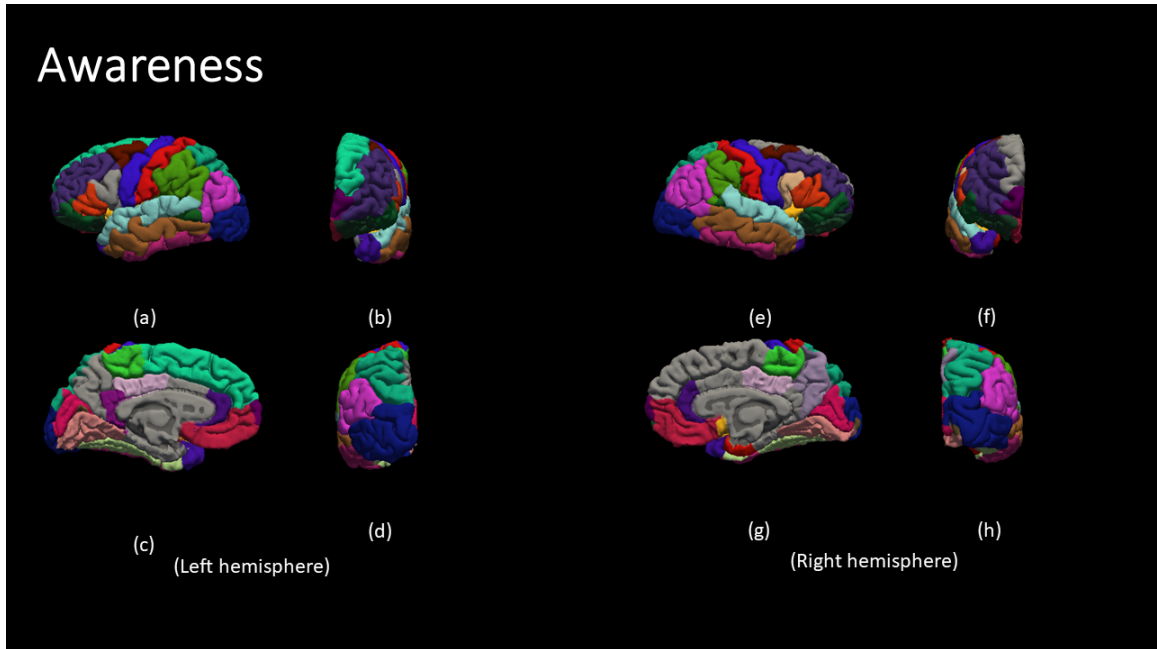 Awareness
(a)
(b)
(e)
(f)
(c)
(d)
(g)
(h)
(Left hemisphere)
(Right hemisphere)